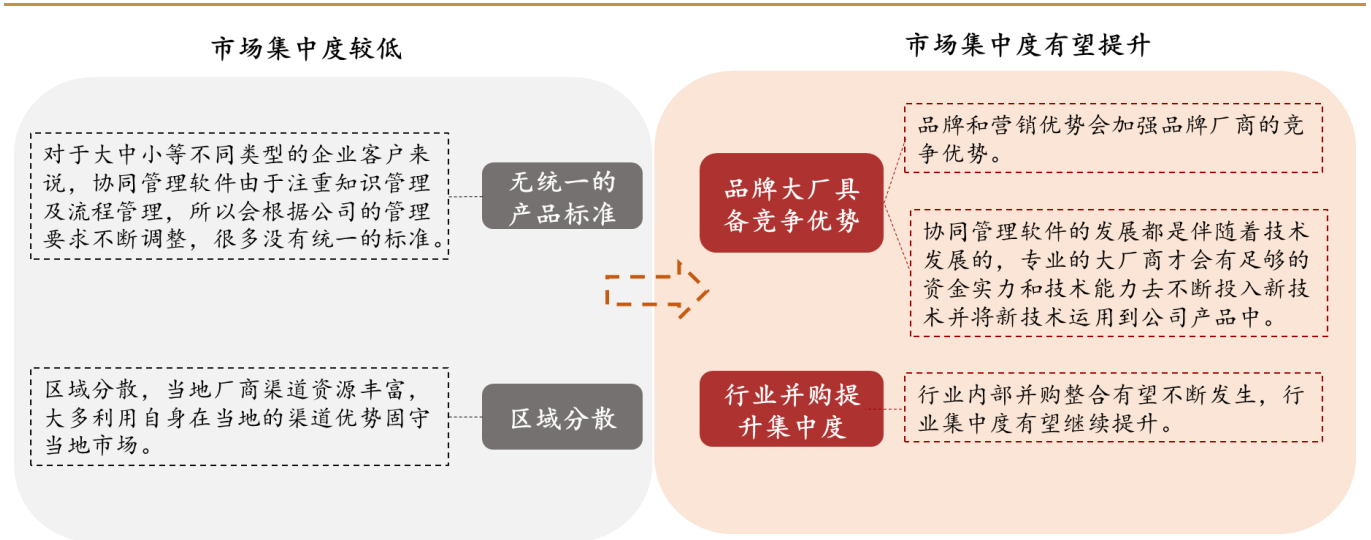 市场集中度较低
对于大中小等不同类型的企业客户来
说，协同管理软件由于注重知识管理
及流程管理，所以会根据公司的管理
要求不断调整，很多没有统一的标准。
无统一的
产品标准
区域分散，当地厂商渠道资源丰富，
大多利用自身在当地的渠道优势固守
当地市场。
区域分散
市场集中度有望提升
品牌大厂具
备竞争优势
品牌和营销优势会加强品牌厂商的竞
争优势。
协同管理软件的发展都是伴随着技术
发展的，专业的大厂商才会有足够的
资金实力和技术能力去不断投入新技
术并将新技术运用到公司产品中。
行业并购提
升集中度
行业内部并购整合有望不断发生，行
业集中度有望继续提升。